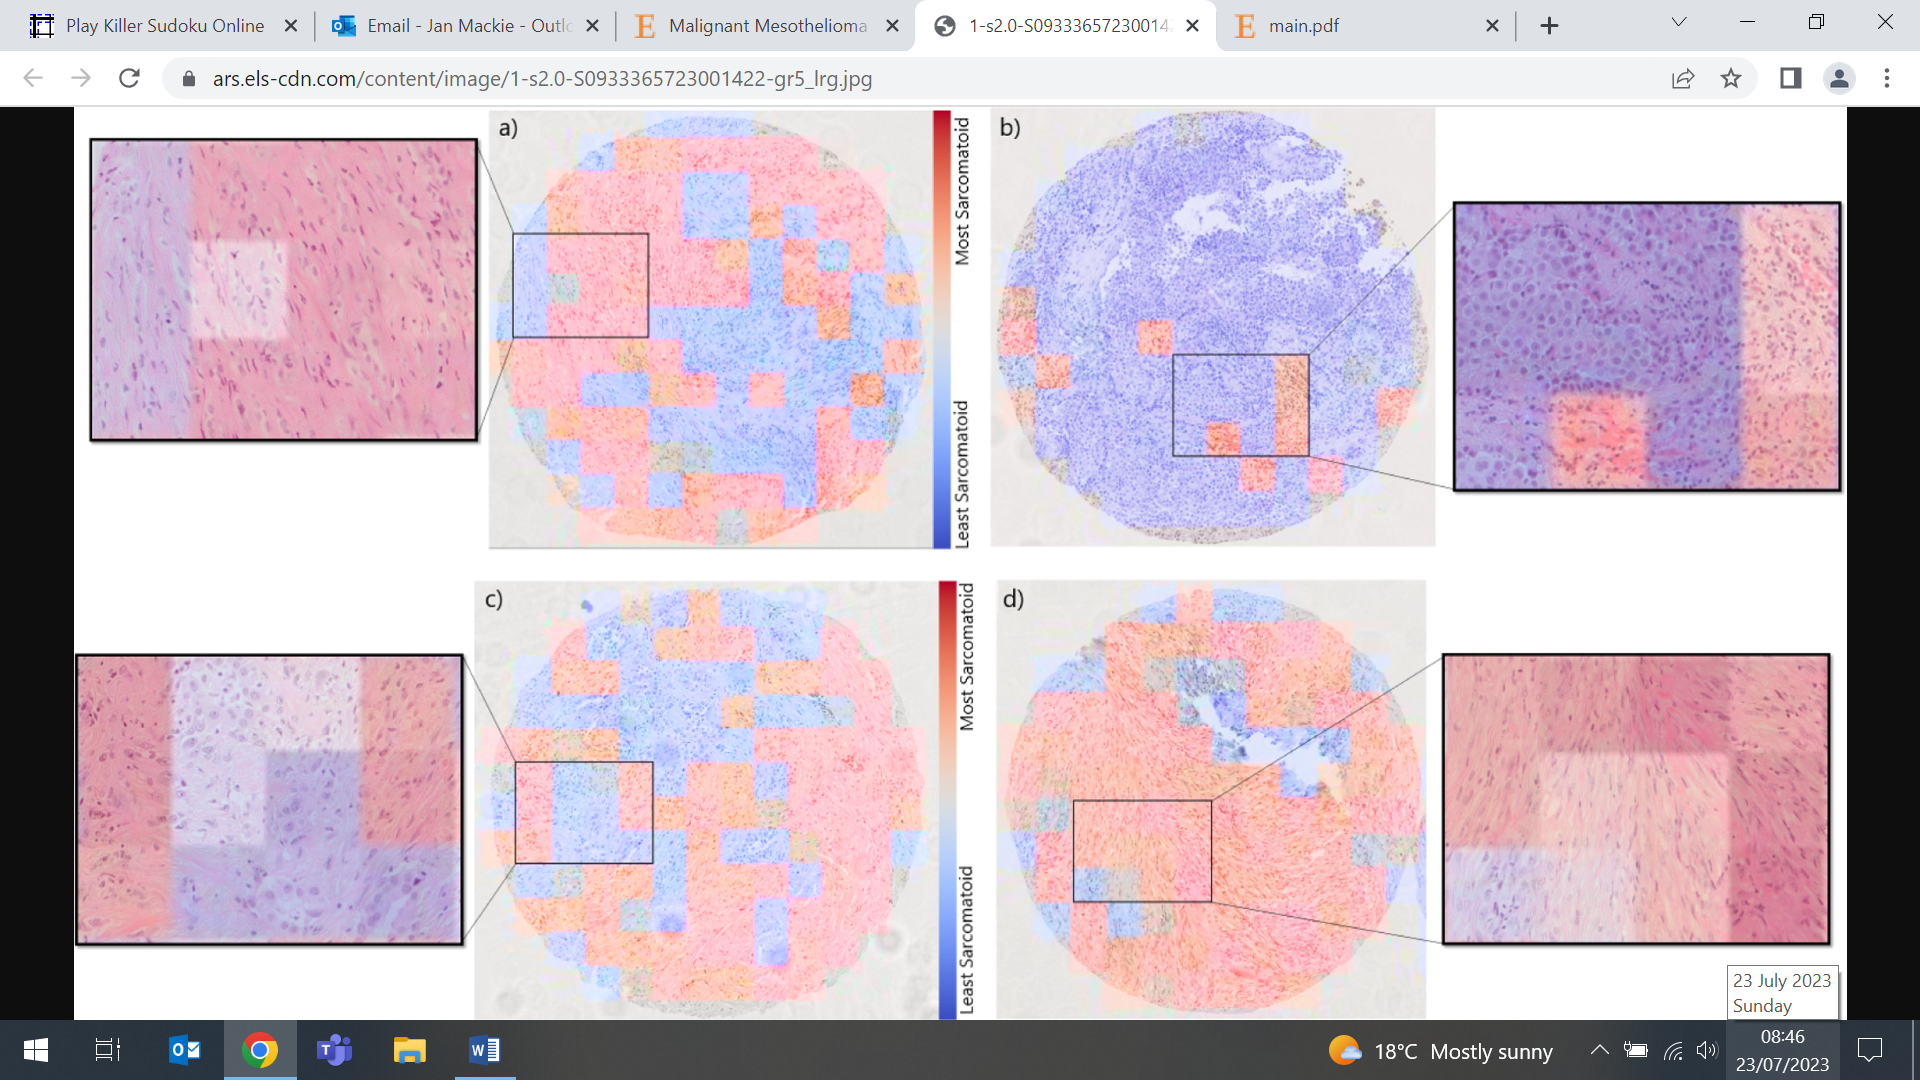 Play Killer Sudoku Online
Email - Jan Mackie - Outlo
Malignant Mesothelioma
1-s2.0-S09333657230014
main.pdf
ars.els-cdn.com/content/image/1-s2.0-S0933365723001422-gr5_lrg.jpg
a)
Most Sarcomatoid
Least Sarcomatoid
b)
c)
Most Sarcomatoid
Least Sarcomatoid
d)
23 July 2023
Sunday
18°C Mostly sunny
08:46
23/07/2023